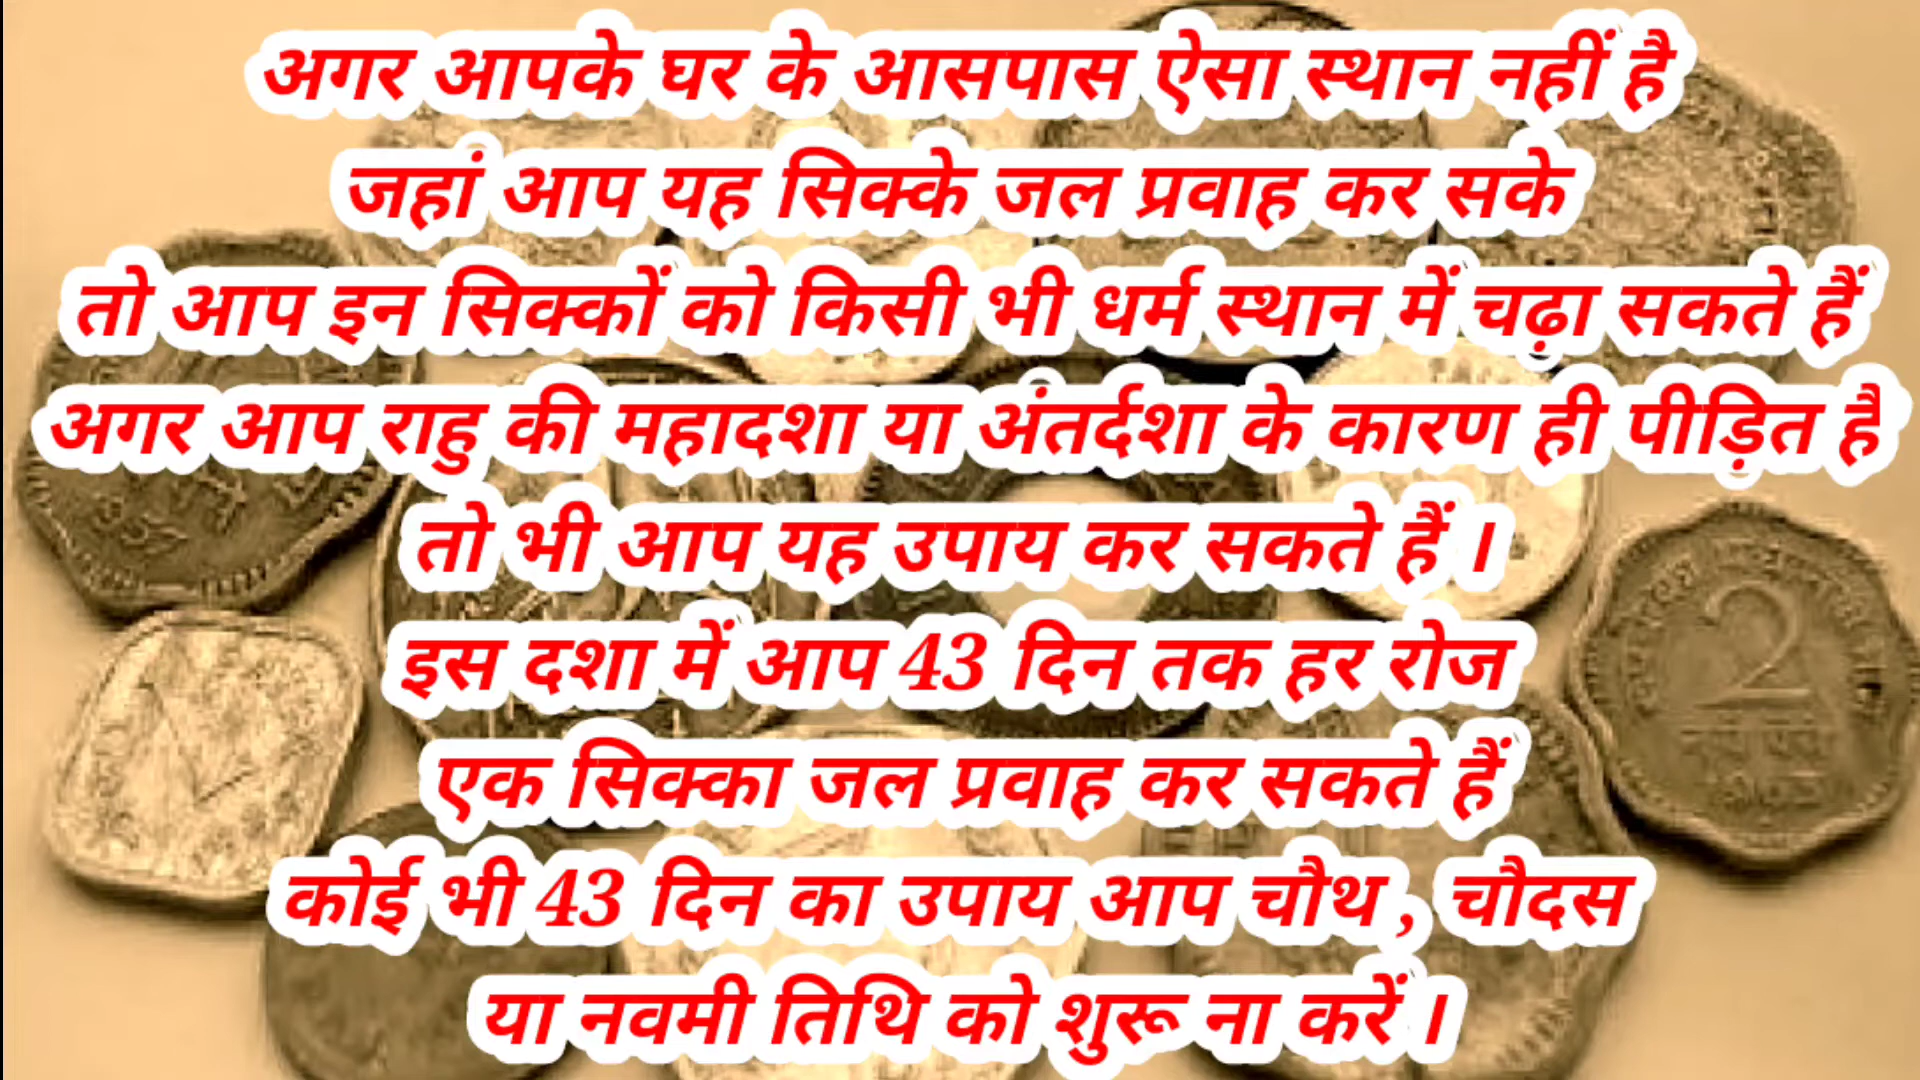 अगर आपके घर के आसपास ऐसा स्थान नहीं है
जहां आप यह सिक्के जल प्रवाह कर सके
तो आप इन सिक्कों को किसी भी धर्म स्थान में चढ़ा सकते हैं
अगर आप राहु की महादशा या अंतर्दशा के कारण ही पीड़ित है
तो भी आप यह उपाय कर सकते हैं ।
इस दशा में आप 43 दिन तक हर रोज
एक सिक्का जल प्रवाह कर सकते हैं
कोई भी 43 दिन का उपाय आप चौथ , चौदस
या नवमी तिथि को शुरू ना करें ।
2